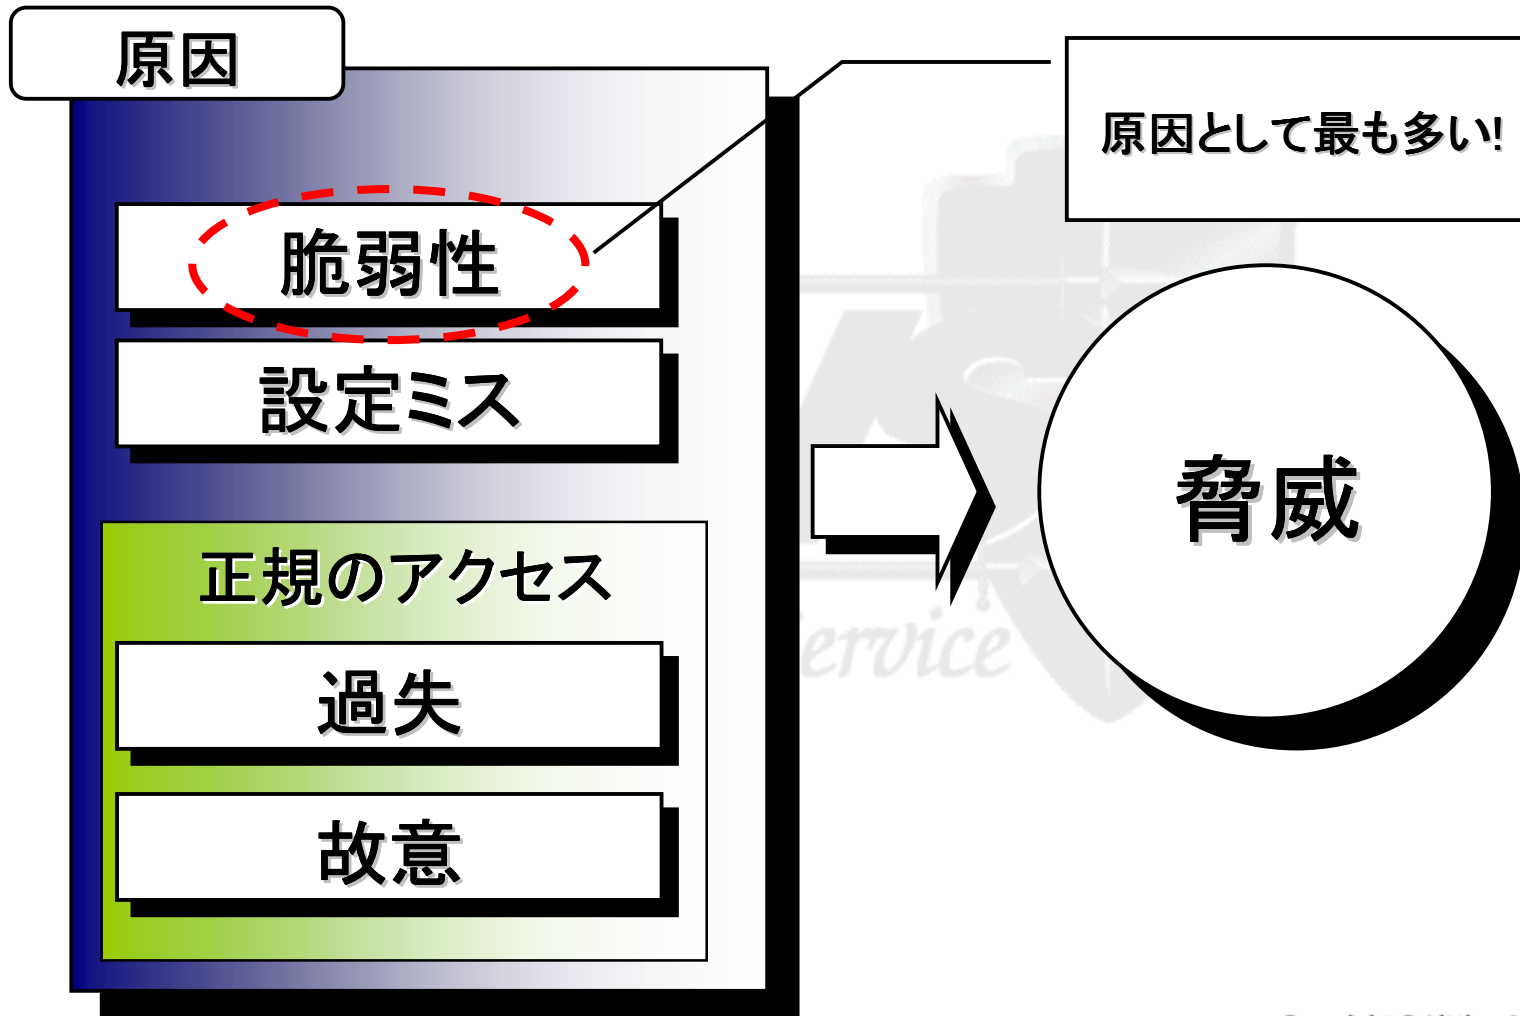 原因
原因として最も多い!
脆弱性
設定ミス
脅威
正規のアクセス
過失
故意
ervice